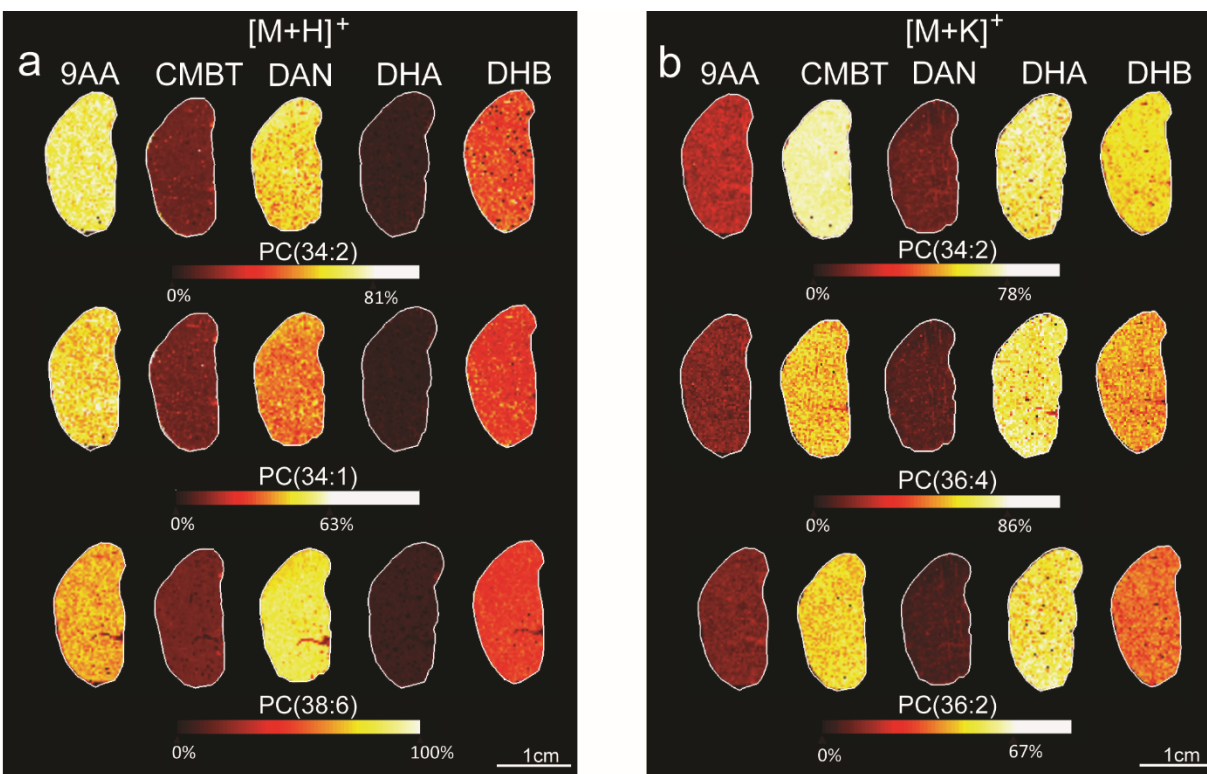 [M+H]+
a
9AA CMBT DAN DHA DHB
PC(34:2)
0% 81%
PC(34:1)
0% 63%
PC(38:6)
0% 100%
1cm
[M+K]+
b
9AA CMBT DAN DHA DHB
PC(34:2)
0% 78%
PC(36:4)
0% 86%
PC(36:2)
0% 67%
1cm